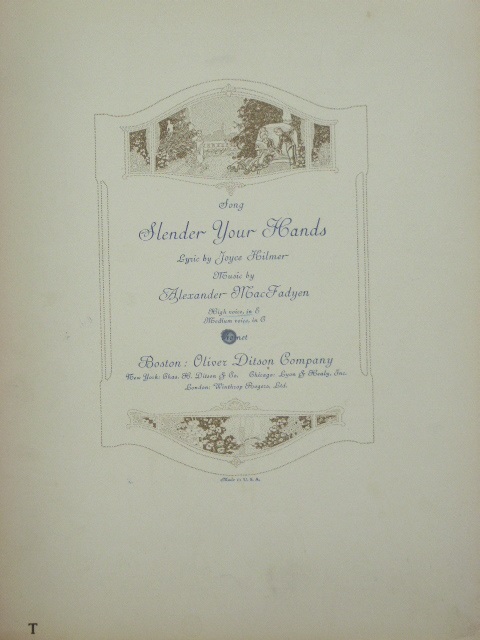 Song
Slender Your Hands
Lyric by Joyce Hilmer
Music by
Alexander MacFadyen
High voice, in E
Medium voice, in B
net
Boston: Oliver Ditson Company
New York: Chas. H. Ditson & Co. Chicago: Lyon & Healy, Inc.
London: Winthrop Rogers, Ltd.
Made in U. S. A.
T